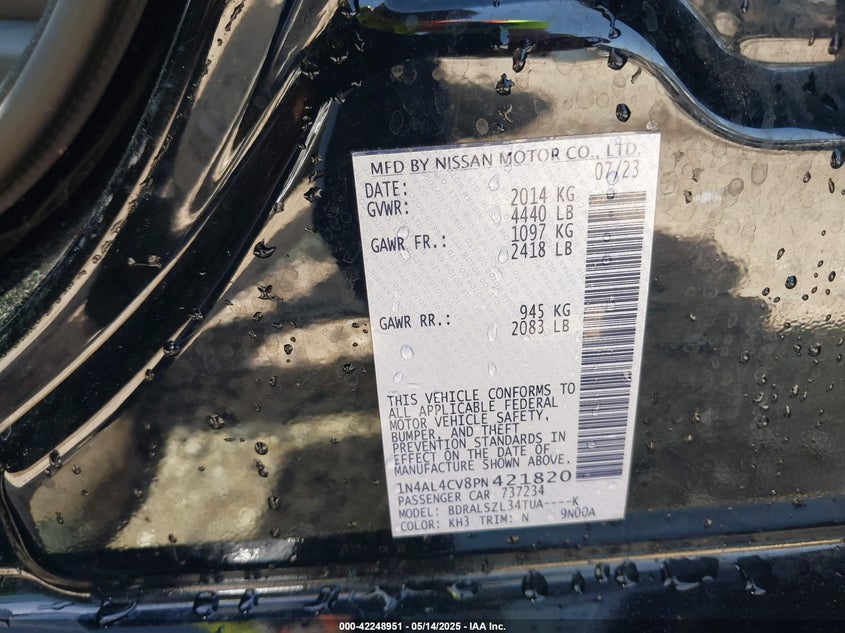 MFD BY NISSAN MOTOR CO., LTD.
DATE: 07/23
GVWR: 2014 KG
4440 LB
GAWR FR.: 1097 KG
2418 LB
GAWR RR.: 945 KG
2083 LB
THIS VEHICLE CONFORMS TO
ALL APPLICABLE FEDERAL
MOTOR VEHICLE SAFETY,
BUMPER, AND THEFT
PREVENTION STANDARDS IN
EFFECT ON THE DATE OF
MANUFACTURE SHOWN ABOVE.
1N4AL4CV8PN421820
PASSENGER CAR 737234
MODEL: BDRALSZL34TUA----K
COLOR: KH3 TRIM: N 9N00A
000-42248951 - 05/14/2025 - IAA Inc.